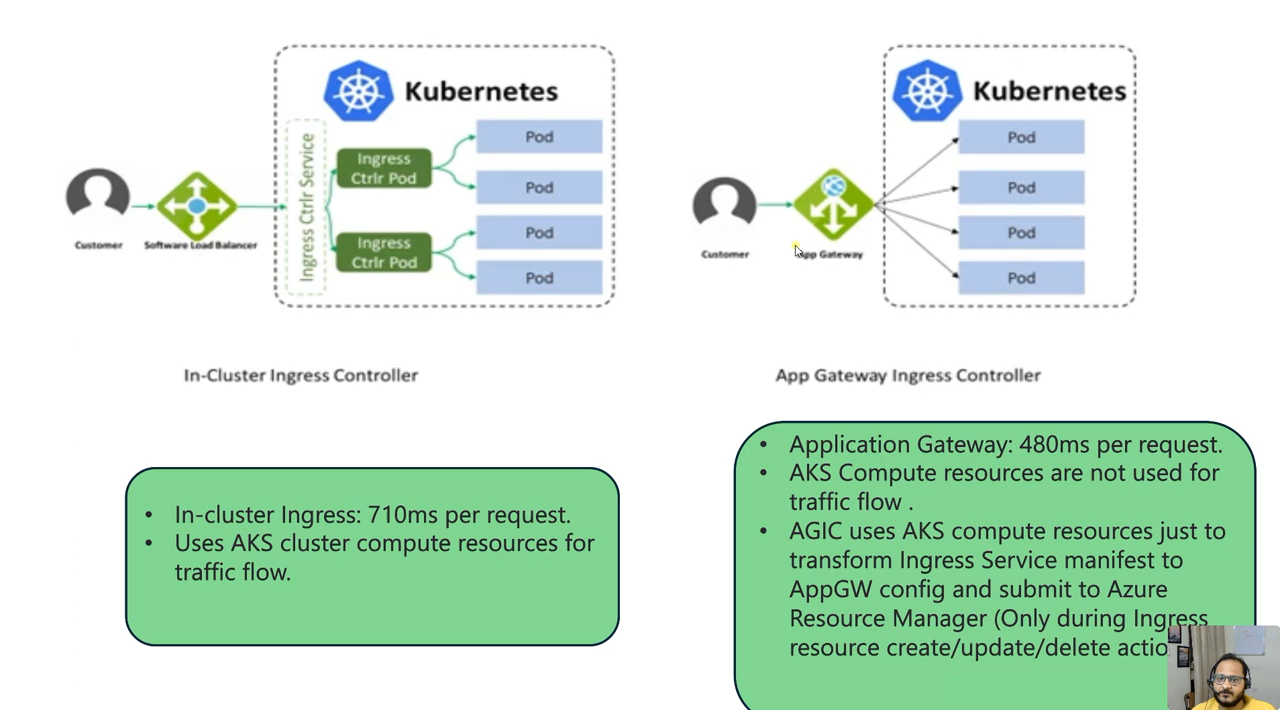 Kubernetes
Ingress Ctrlr Service
Ingress
Ctrlr Pod
Ingress
Ctrlr Pod
Pod
Pod
Pod
Pod
Customer
Software Load Balancer
In-Cluster Ingress Controller
Kubernetes
Pod
Pod
Pod
Pod
Customer
App Gateway
App Gateway Ingress Controller
• In-cluster Ingress: 710ms per request.
• Uses AKS cluster compute resources for
traffic flow.
• Application Gateway: 480ms per request.
• AKS Compute resources are not used for
traffic flow .
• AGIC uses AKS compute resources just to
transform Ingress Service manifest to
AppGW config and submit to Azure
Resource Manager (Only during Ingress
resource create/update/delete